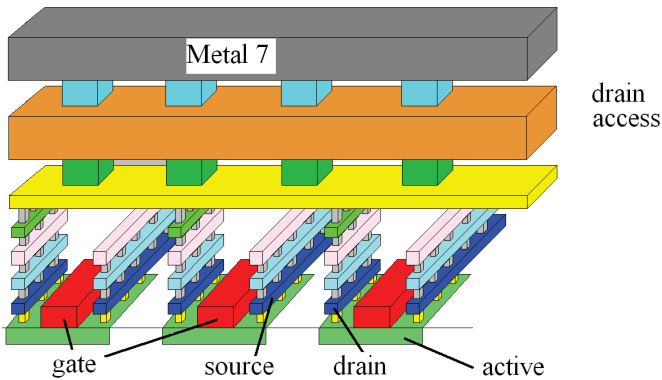 Metal 7
drain
access
gate
source
drain
active